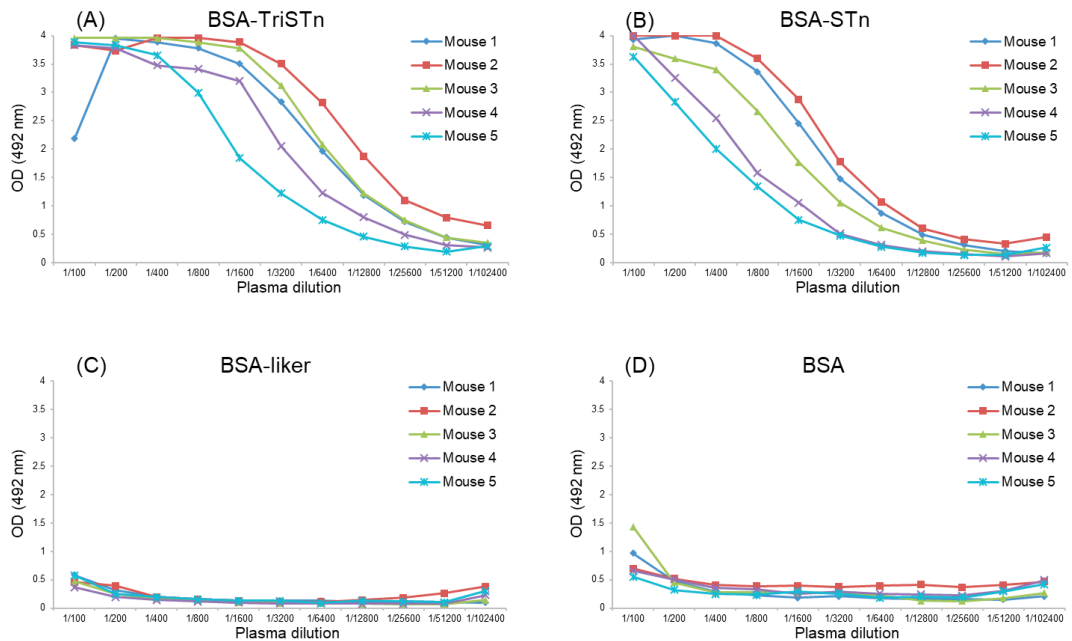 (A) BSA-TriSTn
4
3.5
3
2.5
2
1.5
1
0.5
0
OD (492 nm)
Mouse 1
Mouse 2
Mouse 3
Mouse 4
Mouse 5
1/100 1/200 1/400 1/800 1/1600 1/3200 1/6400 1/12800 1/25600 1/51200 1/102400
Plasma dilution
(B) BSA-STn
4
3.5
3
2.5
2
1.5
1
0.5
0
OD (492 nm)
Mouse 1
Mouse 2
Mouse 3
Mouse 4
Mouse 5
1/100 1/200 1/400 1/800 1/1600 1/3200 1/6400 1/12800 1/25600 1/51200 1/102400
Plasma dilution
(C) BSA-liker
4
3.5
3
2.5
2
1.5
1
0.5
0
OD (492 nm)
Mouse 1
Mouse 2
Mouse 3
Mouse 4
Mouse 5
1/100 1/200 1/400 1/800 1/1600 1/3200 1/6400 1/12800 1/25600 1/51200 1/102400
Plasma dilution
(D) BSA
4
3.5
3
2.5
2
1.5
1
0.5
0
OD (492 nm)
Mouse 1
Mouse 2
Mouse 3
Mouse 4
Mouse 5
1/100 1/200 1/400 1/800 1/1600 1/3200 1/6400 1/12800 1/25600 1/51200 1/102400
Plasma dilution